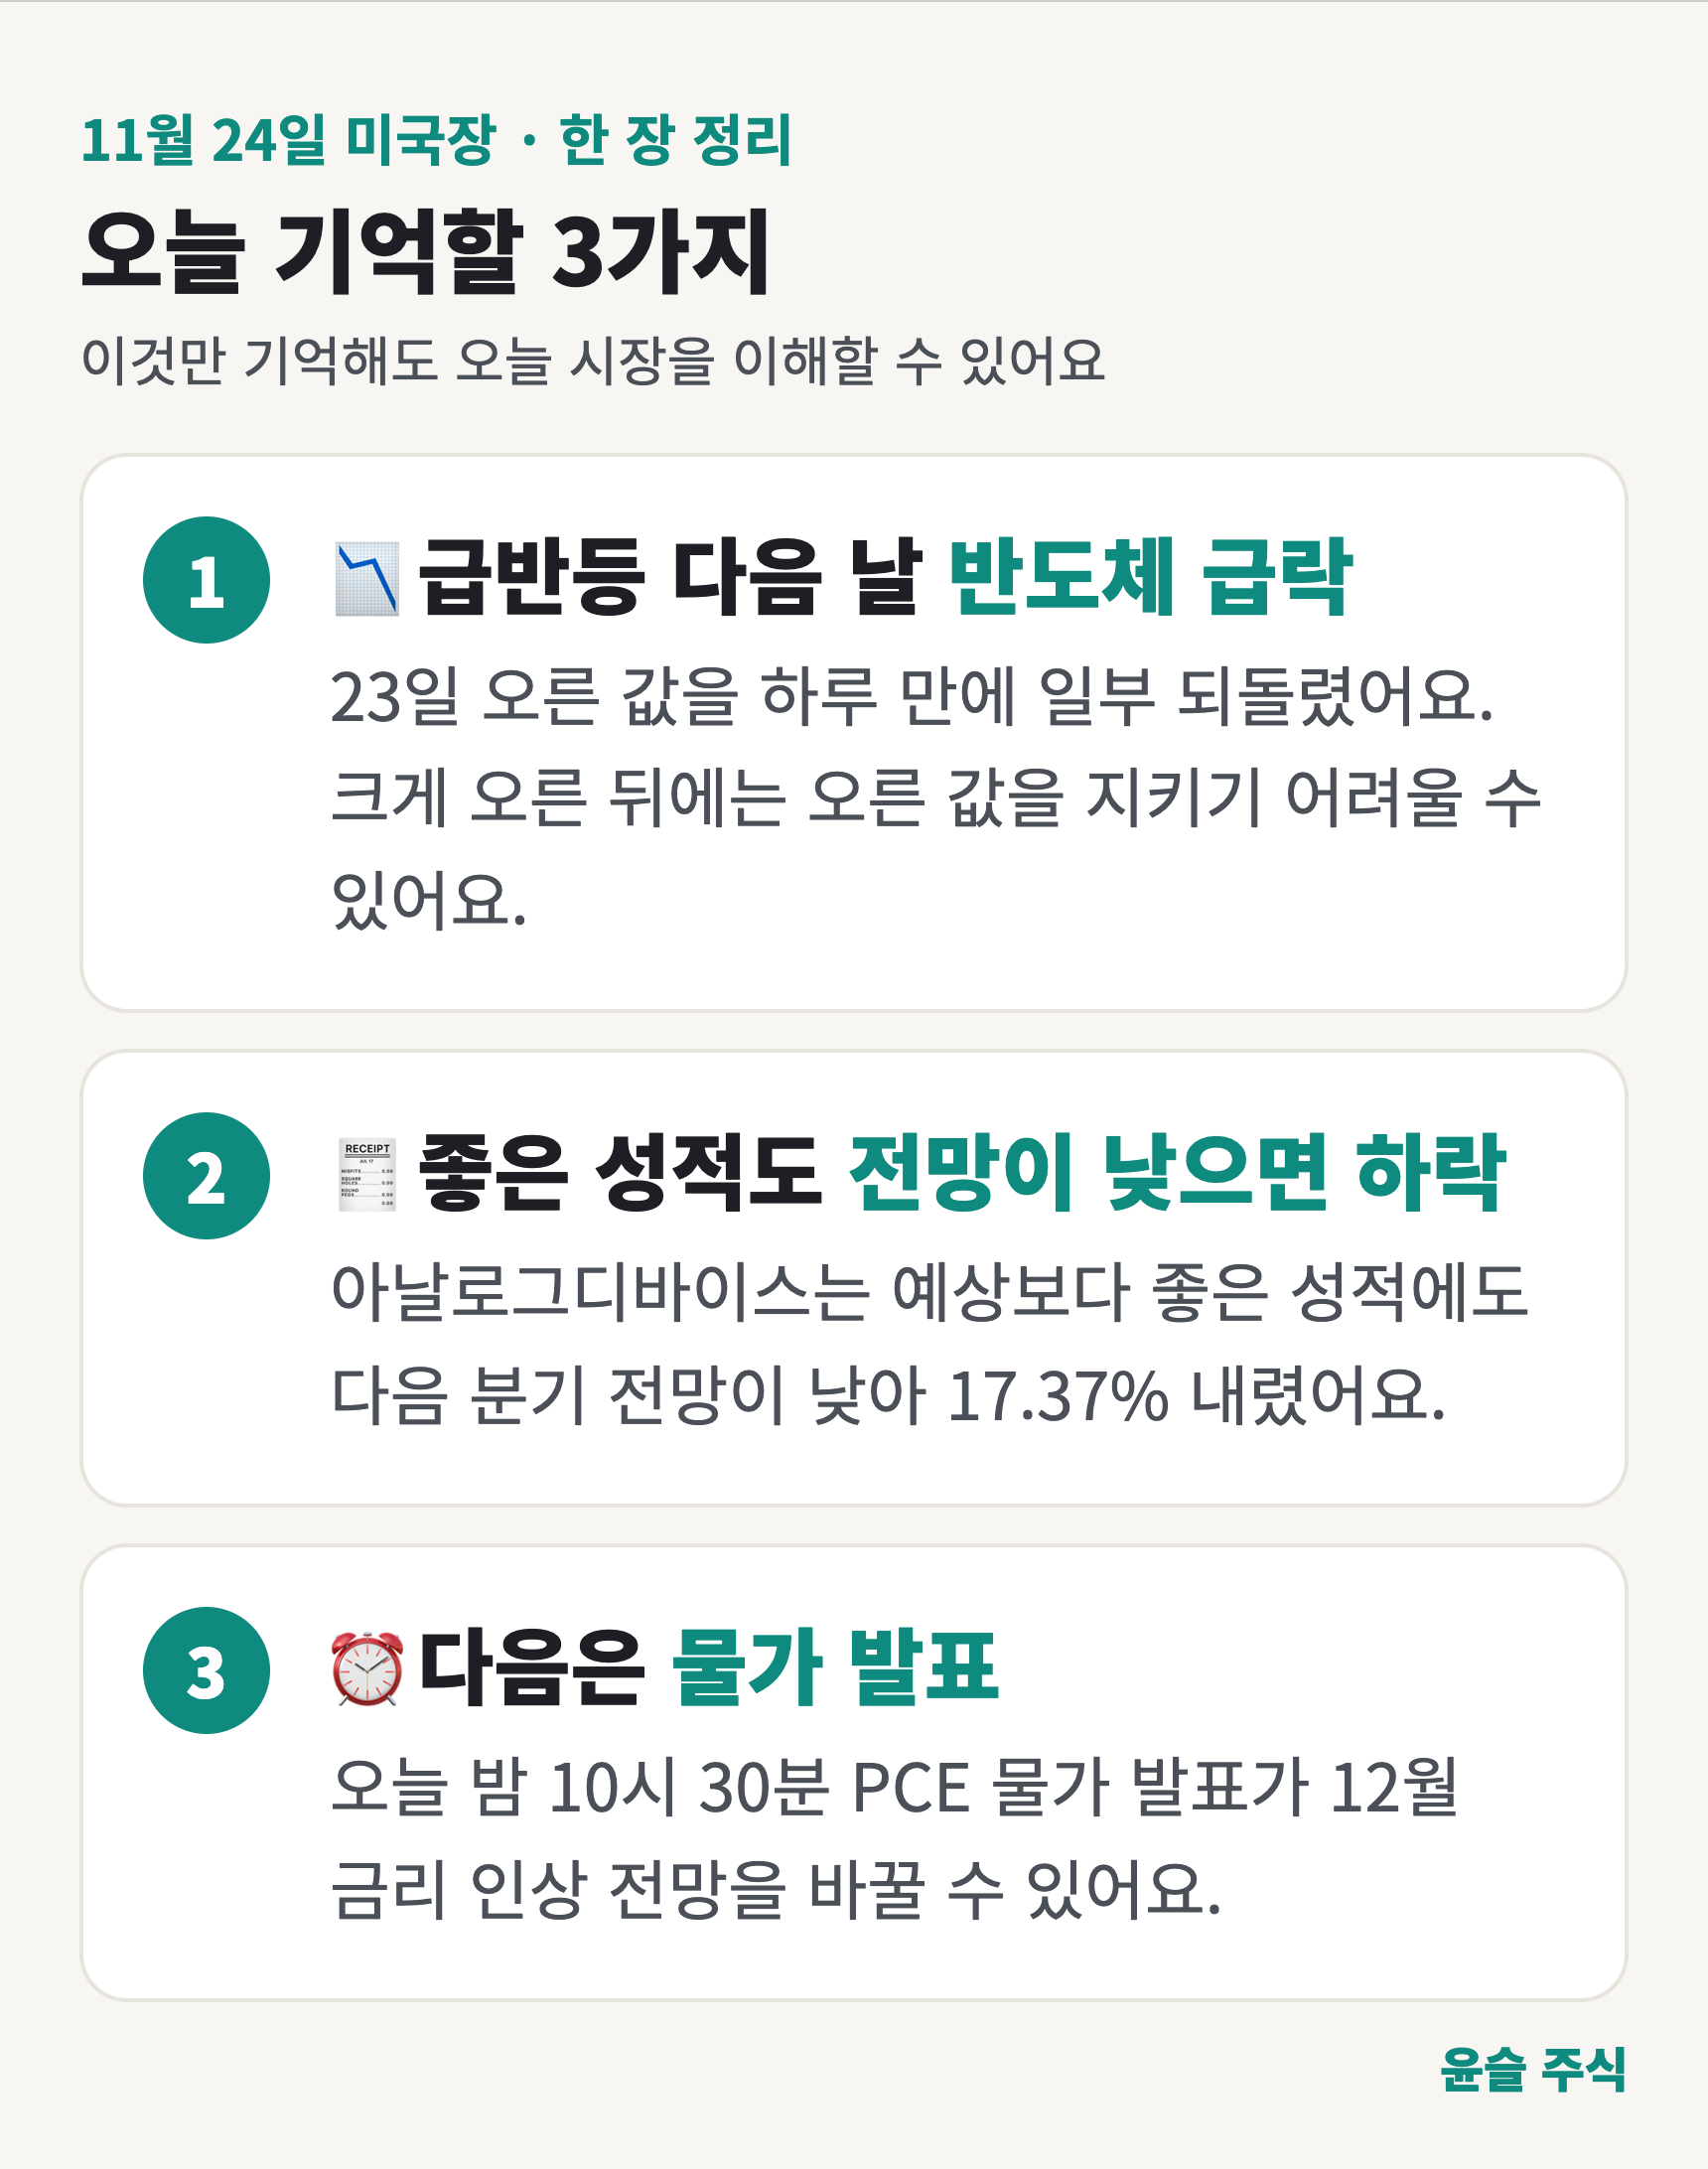 11월 24일 미국장 · 한 장 정리
오늘 기억할 3가지
이것만 기억해도 오늘 시장을 이해할 수 있어요
1
급반등 다음 날 반도체 급락
23일 오른 값을 하루 만에 일부 되돌렸어요.
크게 오른 뒤에는 오른 값을 지키기 어려울 수
있어요.
2
RECEIPT
JUL 17
좋은 성적도 전망이 낮으면 하락
아날로그디바이스는 예상보다 좋은 성적에도
다음 분기 전망이 낮아 17.37% 내렸어요.
3
다음은 물가 발표
오늘 밤 10시 30분 PCE 물가 발표가 12월
금리 인상 전망을 바꿀 수 있어요.
윤슬 주식